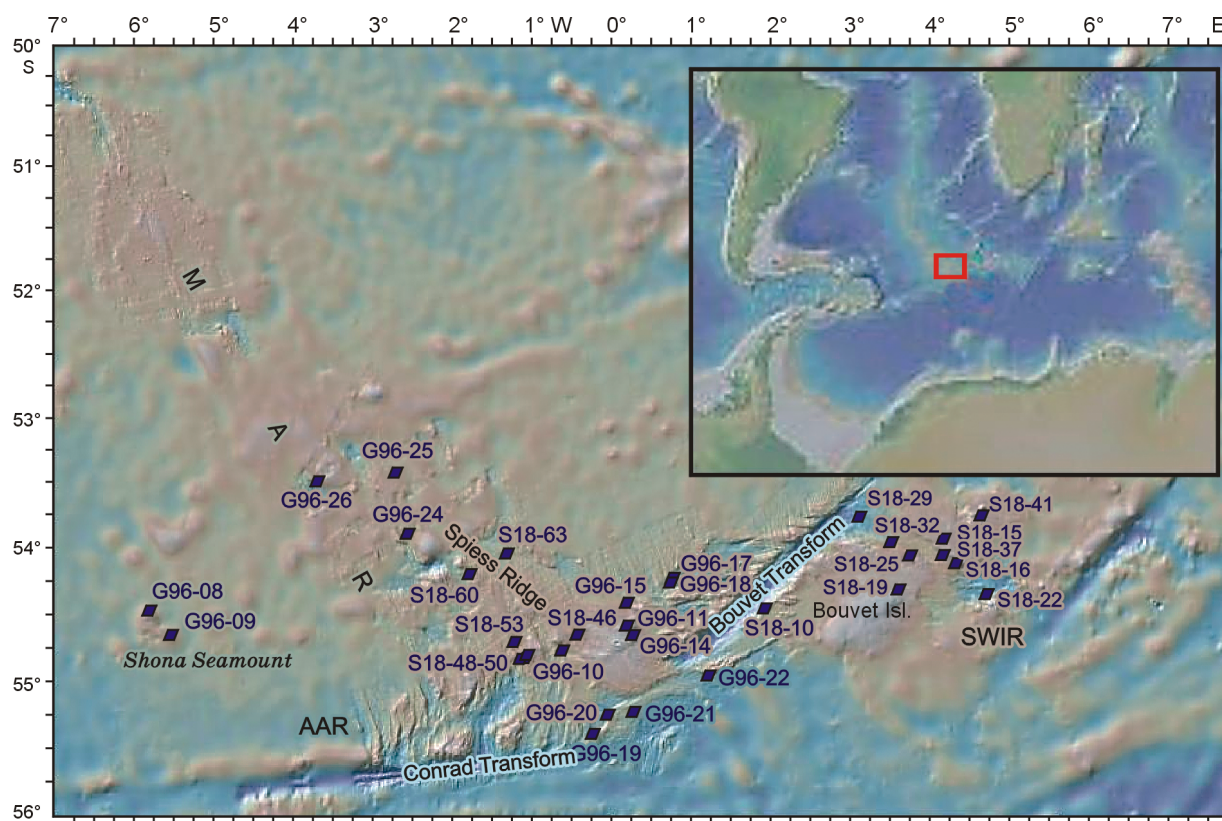 7° 6° 5° 4° 3° 2° 1° W 0° 1° 2° 3° 4° 5° 6° 7° E
50°
S
51°
52°
53°
54°
55°
56°
M
A
R
G96-25
G96-26
G96-24
S18-63
Spiess Ridge
S18-60
G96-08
G96-09
Shona Seamount
S18-53
S18-46
G96-15
G96-17
G96-18
G96-11
G96-14
S18-48-50
G96-10
Bouvet Transform
S18-29
S18-41
S18-32
S18-15
S18-37
S18-25
S18-16
S18-19
S18-22
Bouvet Isl.
S18-10
SWIR
G96-22
G96-20
G96-21
G96-19
AAR
Conrad Transform